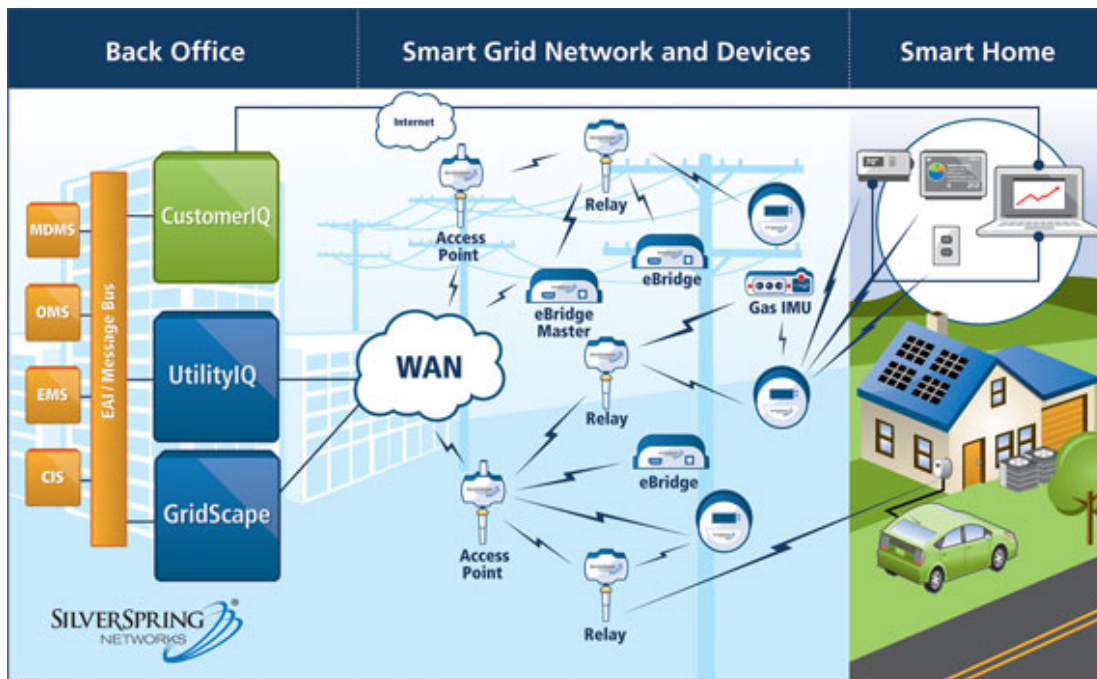 Back Office
Smart Grid Network and Devices
Smart Home
Internet
CustomerIQ
MDMS
OMS
EMS
CIS
EAI / Message Bus
UtilityIQ
GridScape
WAN
Access
Point
Relay
eBridge
eBridge
Master
Gas IMU
Relay
eBridge
Access
Point
Relay
70°
SILVERSPRING®
NETWORKS